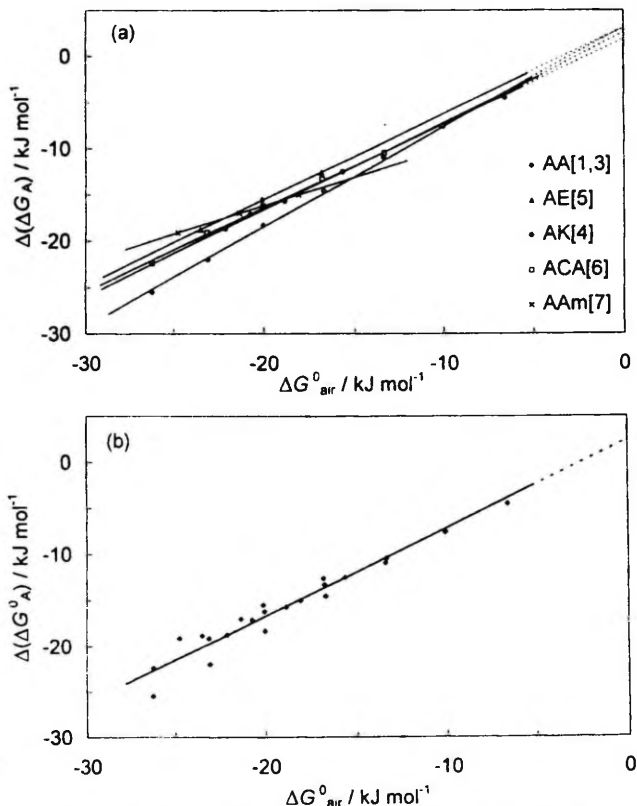 (a)
0
-10
-20
-30
Δ(ΔG_A) / kJ mol⁻¹
AA[1,3]
AE[5]
AK[4]
ACA[6]
AAm[7]
-30 -20 -10 0
ΔG⁰_air / kJ mol⁻¹
(b)
0
-10
-20
-30
Δ(ΔG⁰_A) / kJ mol⁻¹
-30 -20 -10 0
ΔG⁰_air / kJ mol⁻¹